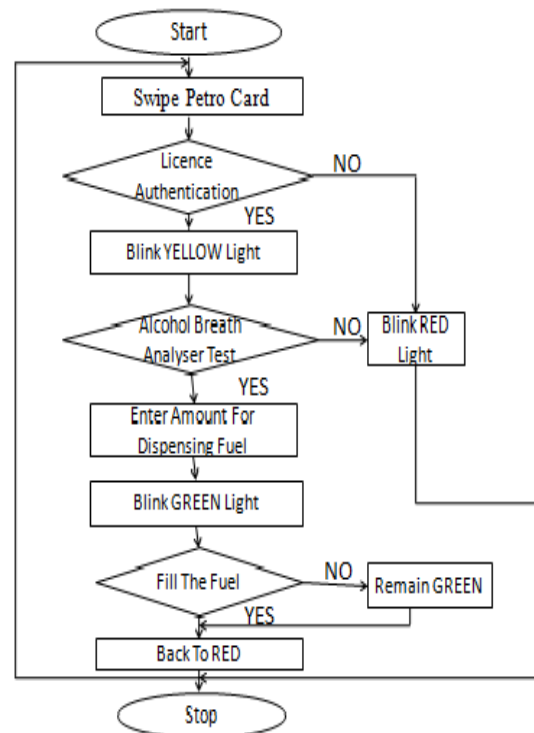 Start
Swipe Petro Card
Licence
Authentication
NO
YES
Blink YELLOW Light
Alcohol Breath
Analyser Test
NO
Blink RED
Light
YES
Enter Amount For
Dispensing Fuel
Blink GREEN Light
Fill The Fuel
NO
Remain GREEN
YES
Back To RED
Stop